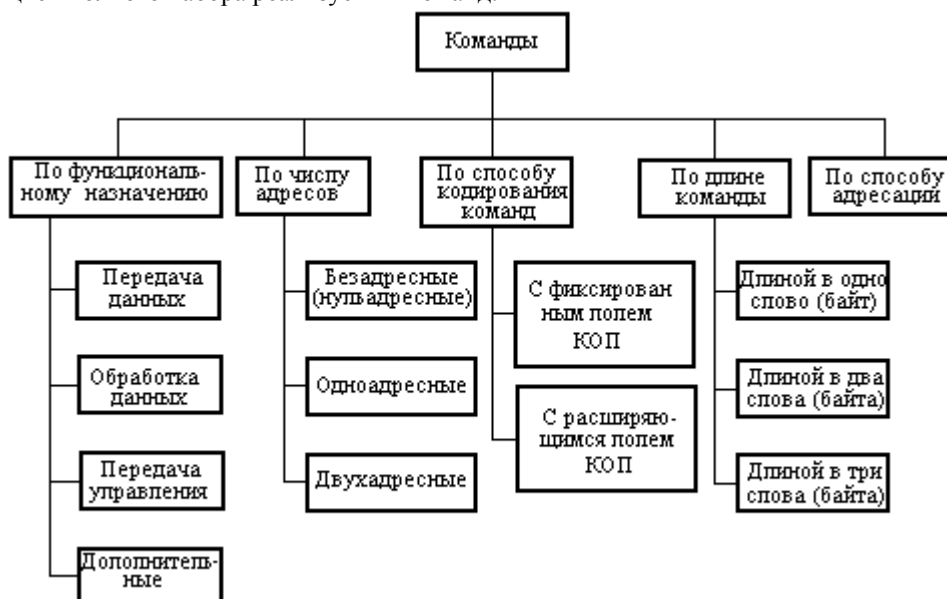 Команды
По функциональ-
ному назначению
По числу
адресов
По способу
кодирования
команд
По длине
команды
По способу
адресации
Передача
данных
Обработка
данных
Передача
управления
Дополнитель-
ные
Безадресные
(нульадресные)
Одноадресные
Двухадресные
С фиксирован
ным полем
КОП
С расширяю-
щимся полем
КОП
Длиной в одно
слово (байт)
Длиной в два
слова (байта)
Длиной в три
слова (байта)